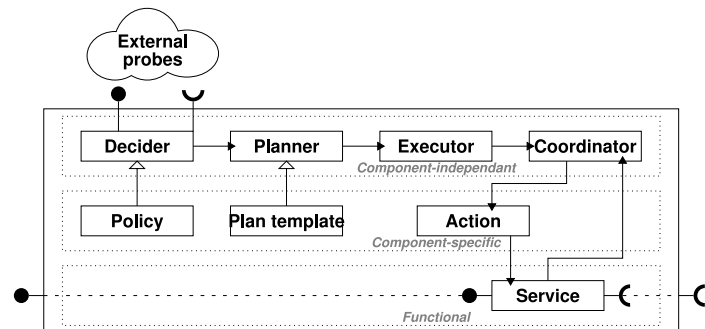 External
probes
Decider
Planner
Executor
Coordinator
Component-independant
Policy
Plan template
Action
Component-specific
Service
Functional